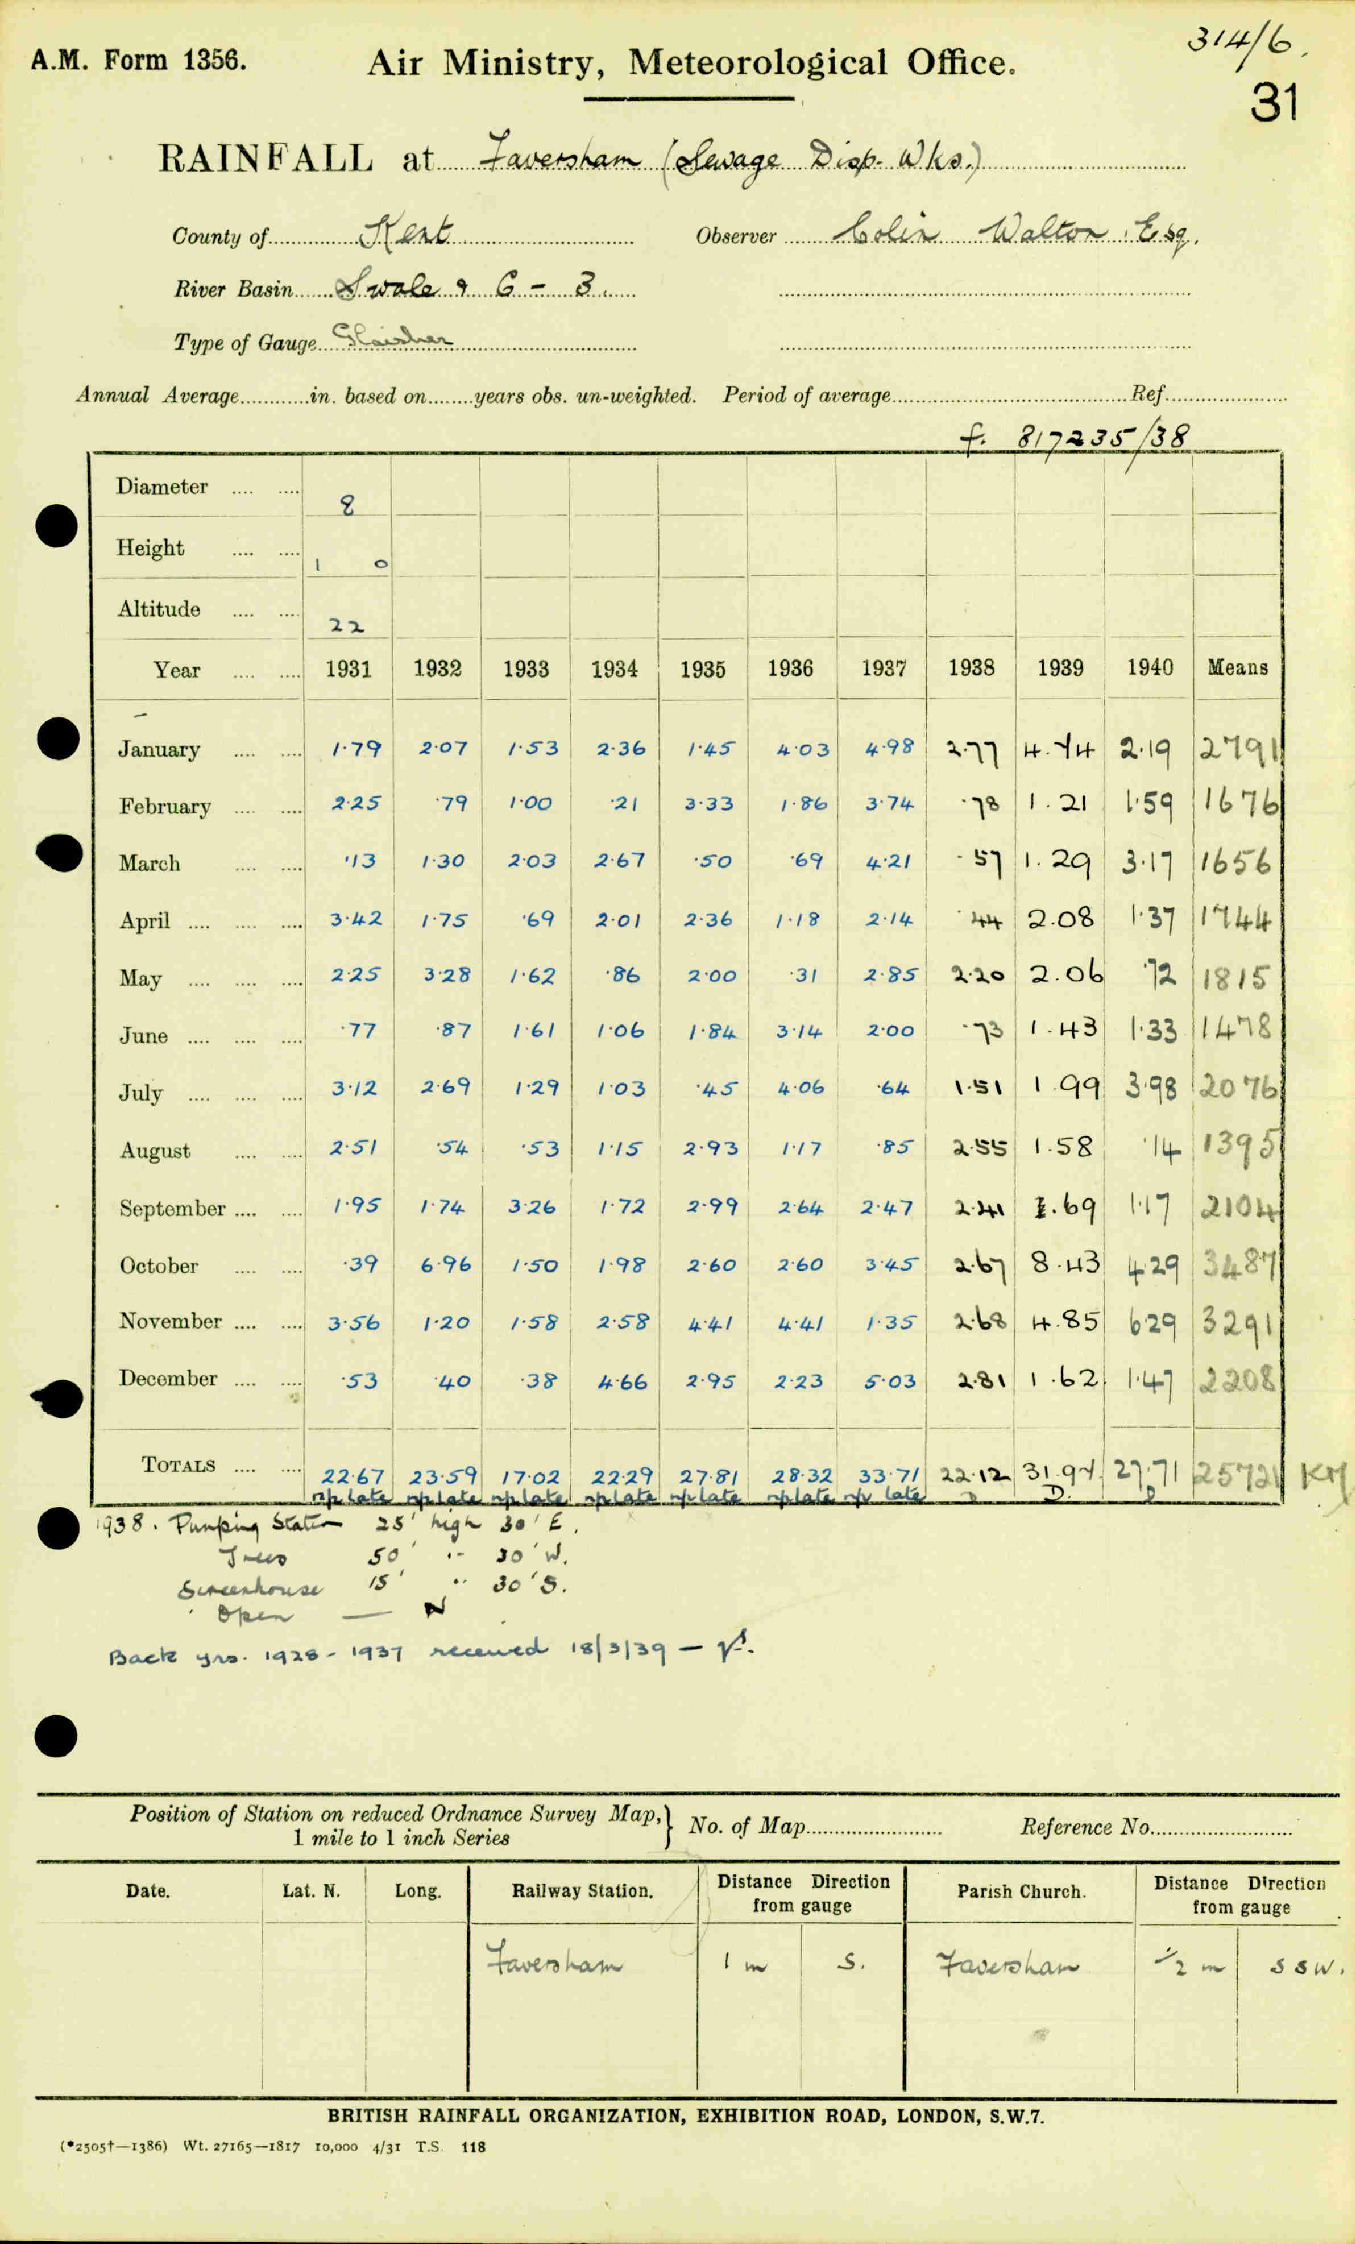 314/6.
31
A.M. Form 1356. Air Ministry, Meteorological Office.
RAINFALL at Faversham (Sewage Disp. Wks.)
County of Kent Observer Colin Walton Esq.
River Basin Swale & 6 - 3.
Type of Gauge Glaisher
Annual Average in. based on years obs. un-weighted. Period of average Ref.
f. 817235/38
Diameter 8
Height 1 0
Altitude 22
Year 1931 1932 1933 1934 1935 1936 1937 1938 1939 1940 Means
January 1·79 2·07 1·53 2·36 1·45 4·03 4·98 2·77 4.74 2·19 2791
February 2·25 ·79 1·00 ·21 3·33 1·86 3·74 ·78 1.21 1·59 1676
March ·13 1·30 2·03 2·67 ·50 ·69 4·21 ·57 1.29 3·17 1656
April 3·42 1·75 ·69 2·01 2·36 1·18 2·14 ·44 2.08 1·37 1744
May 2·25 3·28 1·62 ·86 2·00 ·31 2·85 2·20 2.06 ·72 1815
June ·77 ·87 1·61 1·06 1·84 3·14 2·00 ·73 1.43 1·33 1478
July 3·12 2·69 1·29 1·03 ·45 4·06 ·64 1·51 1.99 3·98 2076
August 2·51 ·54 ·53 1·15 2·93 1·17 ·85 2·55 1.58 ·14 1395
September 1·95 1·74 3·26 1·72 2·99 2·64 2·47 2·41 1.69 1·17 2104
October ·39 6·96 1·50 1·98 2·60 2·60 3·45 2·67 8.43 4·29 3487
November 3·56 1·20 1·58 2·58 4·41 4·41 1·35 2·68 4.85 6·29 3291
December ·53 ·40 ·38 4·66 2·95 2·23 5·03 2·81 1.62 1·47 2208
TOTALS 22·67 23·59 17·02 22·29 27·81 28·32 33·71 22·12 31.97 27·71 25721 KM
np late np late np late np late np late np late np late D D. D
1938. Pumping Station 25' high 30' E.
Trees 50' " 30' W.
Screenhouse 15' " 30' S.
Open — N
Back yrs. 1928-1937 received 18/3/39 —
Position of Station on reduced Ordnance Survey Map, 1 mile to 1 inch Series } No. of Map Reference No.
Date. Lat. N. Long. Railway Station. Distance Direction from gauge Parish Church. Distance Direction from gauge
Faversham 1 m S. Faversham 1/2 m SSW.
BRITISH RAINFALL ORGANIZATION, EXHIBITION ROAD, LONDON, S.W.7.
(*2505†—1386) Wt. 27165—1817 10,000 4/31 T.S. 118